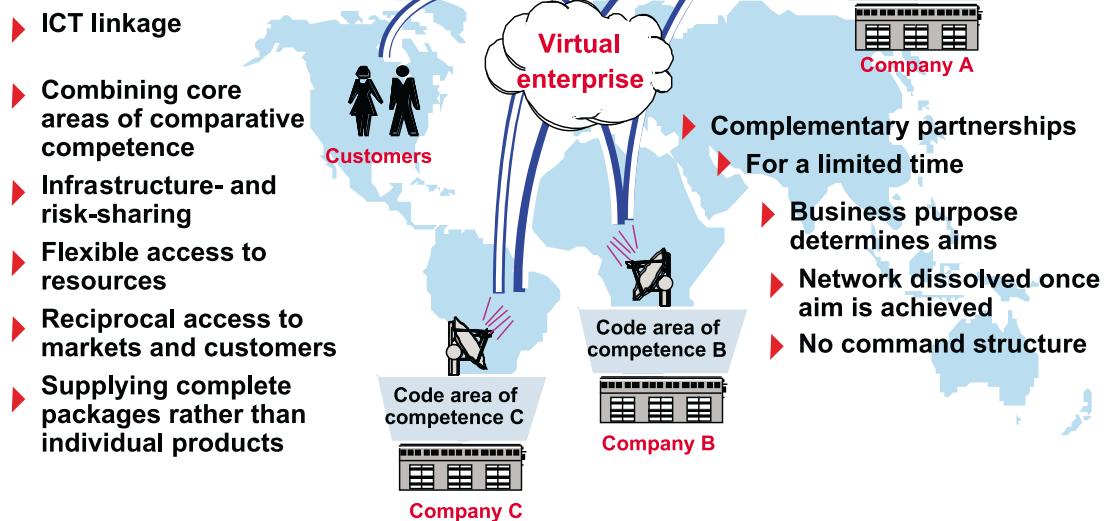 ICT linkage
Combining core
areas of comparative
competence
Infrastructure- and
risk-sharing
Flexible access to
resources
Reciprocal access to
markets and customers
Supplying complete
packages rather than
individual products
Virtual
enterprise
Customers
Company A
Complementary partnerships
For a limited time
Business purpose
determines aims
Network dissolved once
aim is achieved
No command structure
Code area of
competence B
Company B
Code area of
competence C
Company C